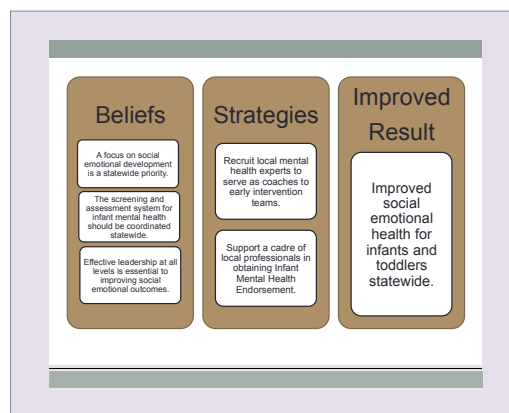 Beliefs
A focus on social
emotional development
is a statewide priority.
The screening and
assessment system for
infant mental health
should be coordinated
statewide.
Effective leadership at all
levels is essential to
improving social
emotional outcomes.
Strategies
Recruit local mental
health experts to
serve as coaches to
early intervention
teams.
Support a cadre of
local professionals in
obtaining Infant
Mental Health
Endorsement.
Improved
Result
Improved
social
emotional
health for
infants and
toddlers
statewide.